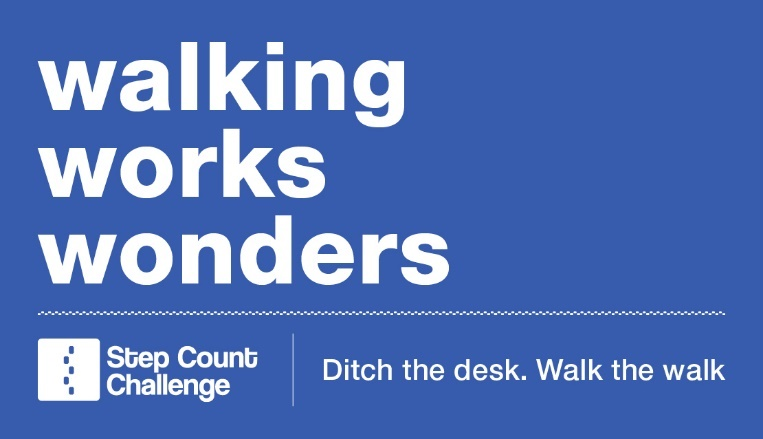 walking
works
wonders
Step Count
Challenge
Ditch the desk. Walk the walk